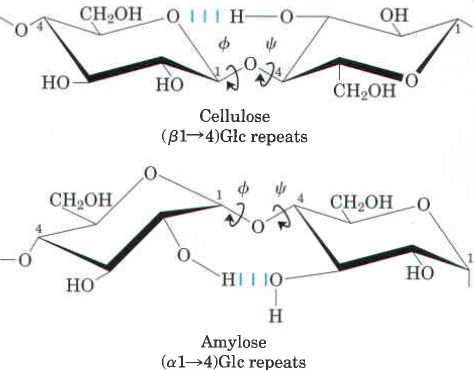 CH₂OH O H—O OH
O 4 1
ϕ ψ
HO HO 1 O 4 O
CH₂OH
Cellulose
(β1→4)Glc repeats
O
CH₂OH 1 ϕ ψ 4 CH₂OH O
4 O
O O 1
HO H O HO
H
Amylose
(α1→4)Glc repeats